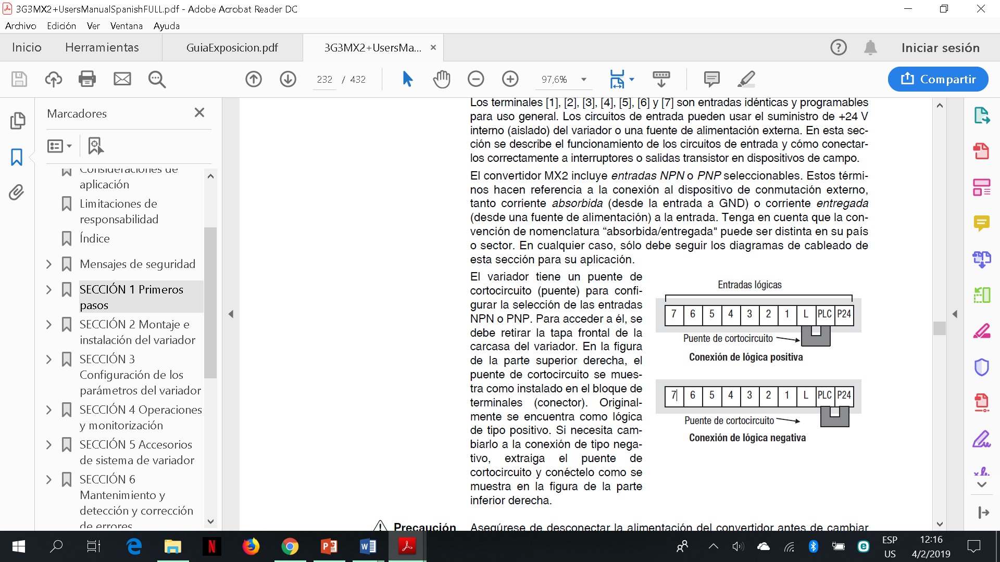 3G3MX2+UsersManualSpanishFULL.pdf - Adobe Acrobat Reader DC
Archivo Edición Ver Ventana Ayuda
Inicio Herramientas GuiaExposicion.pdf 3G3MX2+UsersMa... Iniciar sesión
232 / 432 97,6% Compartir
Marcadores
Consideraciones de
aplicación
Limitaciones de
responsabilidad
Índice
Mensajes de seguridad
SECCIÓN 1 Primeros
pasos
SECCIÓN 2 Montaje e
instalación del variador
SECCIÓN 3
Configuración de los
parámetros del variador
SECCIÓN 4 Operaciones
y monitorización
SECCIÓN 5 Accesorios
de sistema de variador
SECCIÓN 6
Mantenimiento y
detección y corrección
de errores
Los terminales [1], [2], [3], [4], [5], [6] y [7] son entradas idénticas y programables
para uso general. Los circuitos de entrada pueden usar el suministro de +24 V
interno (aislado) del variador o una fuente de alimentación externa. En esta sec-
ción se describe el funcionamiento de los circuitos de entrada y cómo conectar-
los correctamente a interruptores o salidas transistor en dispositivos de campo.
El convertidor MX2 incluye entradas NPN o PNP seleccionables. Estos térmi-
nos hacen referencia a la conexión al dispositivo de conmutación externo,
tanto corriente absorbida (desde la entrada a GND) o corriente entregada
(desde una fuente de alimentación) a la entrada. Tenga en cuenta que la con-
vención de nomenclatura “absorbida/entregada" puede ser distinta en su país
o sector. En cualquier caso, sólo debe seguir los diagramas de cableado de
esta sección para su aplicación.
El variador tiene un puente de
cortocircuito (puente) para confi-
gurar la selección de las entradas
NPN o PNP. Para acceder a él, se
debe retirar la tapa frontal de la
carcasa del variador. En la figura
de la parte superior derecha, el
puente de cortocircuito se mues-
tra como instalado en el bloque de
terminales (conector). Original-
mente se encuentra como lógica
de tipo positivo. Si necesita cam-
biarlo a la conexión de tipo nega-
tivo, extraiga el puente de
cortocircuito y conéctelo como se
muestra en la figura de la parte
inferior derecha.
Entradas lógicas
7 6 5 4 3 2 1 L PLC P24
Puente de cortocircuito
Conexión de lógica positiva
7 6 5 4 3 2 1 L PLC P24
Puente de cortocircuito
Conexión de lógica negativa
Precaución Asegúrese de desconectar la alimentación del convertidor antes de cambiar
ESP 12:16
US 4/2/2019